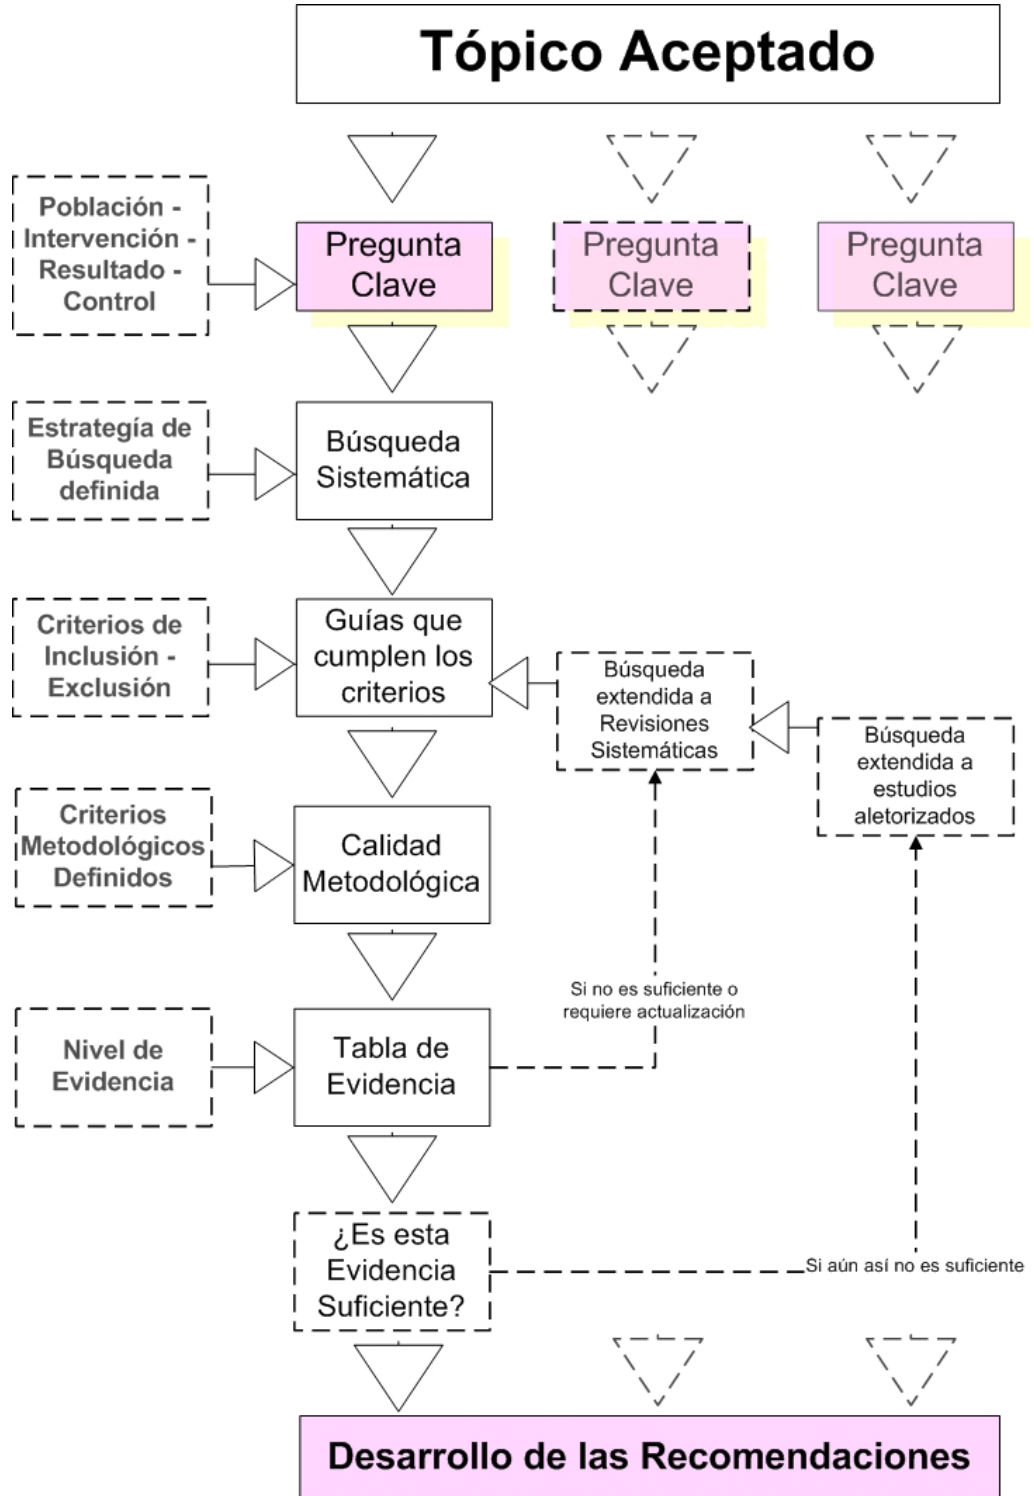 Tópico Aceptado
Población -
Intervención -
Resultado -
Control
Pregunta
Clave
Pregunta
Clave
Pregunta
Clave
Estrategía de
Búsqueda
definida
Búsqueda
Sistemática
Criterios de
Inclusión -
Exclusión
Guías que
cumplen los
criterios
Búsqueda
extendida a
Revisiones
Sistemáticas
Búsqueda
extendida a
estudios
aletorizados
Criterios
Metodológicos
Definidos
Calidad
Metodológica
Si no es suficiente o
requiere actualización
Nivel de
Evidencia
Tabla de
Evidencia
¿Es esta
Evidencia
Suficiente?
Si aún así no es suficiente
Desarrollo de las Recomendaciones